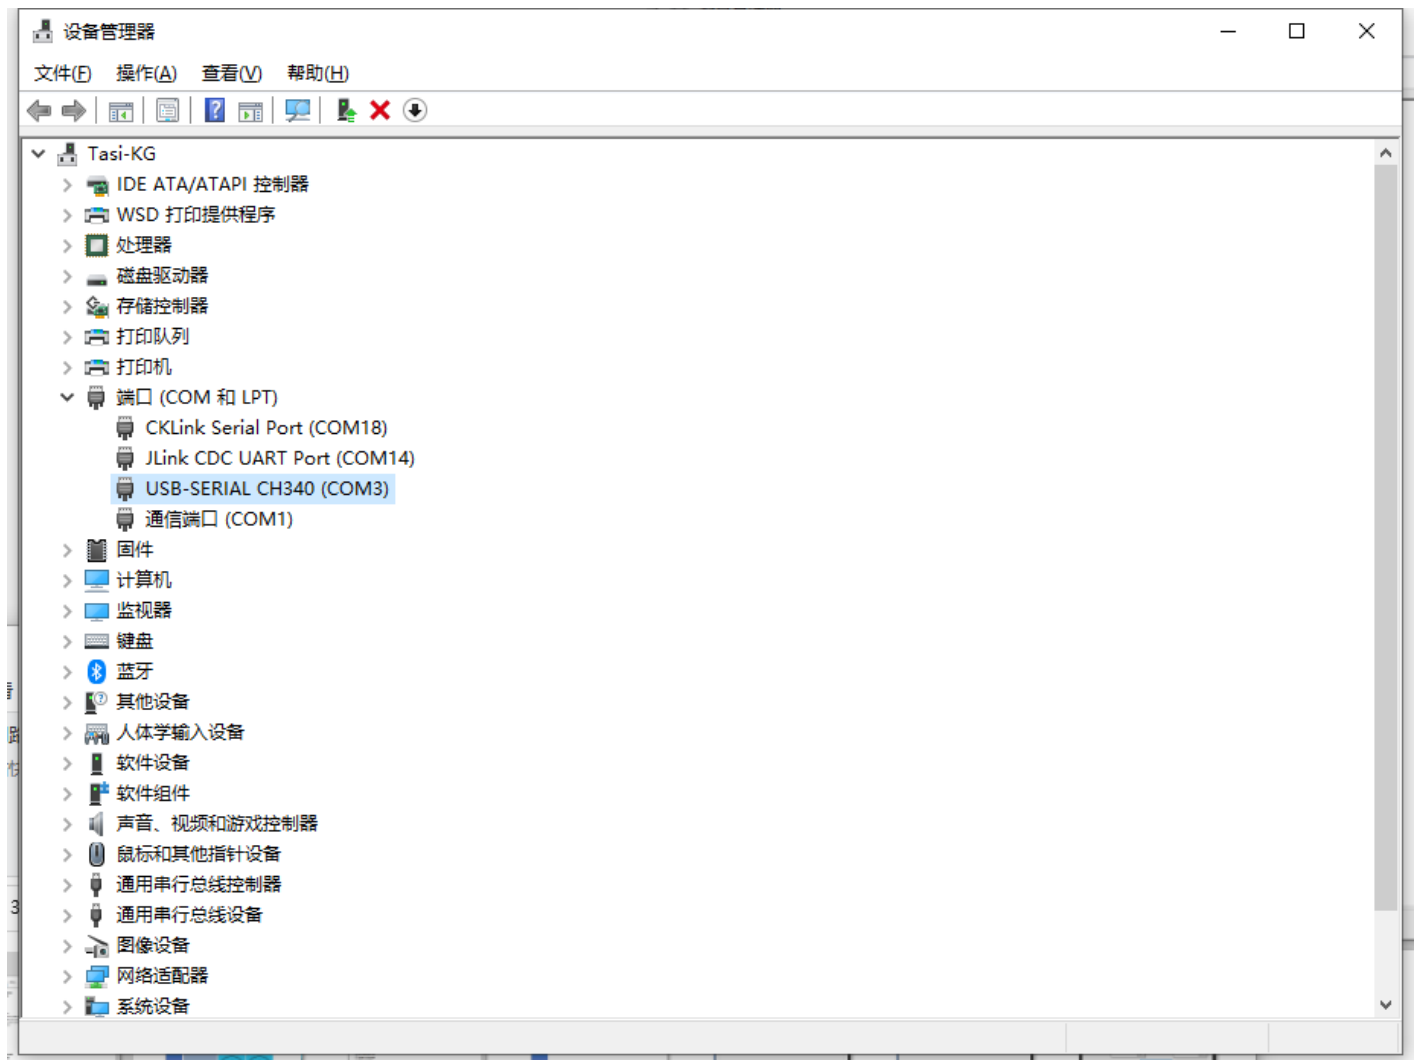 设备管理器
文件(F) 操作(A) 查看(V) 帮助(H)
Tasi-KG
IDE ATA/ATAPI 控制器
WSD 打印提供程序
处理器
磁盘驱动器
存储控制器
打印队列
打印机
端口 (COM 和 LPT)
CKLink Serial Port (COM18)
JLink CDC UART Port (COM14)
USB-SERIAL CH340 (COM3)
通信端口 (COM1)
固件
计算机
监视器
键盘
蓝牙
其他设备
人体学输入设备
软件设备
软件组件
声音、视频和游戏控制器
鼠标和其他指针设备
通用串行总线控制器
3
通用串行总线设备
图像设备
网络适配器
系统设备